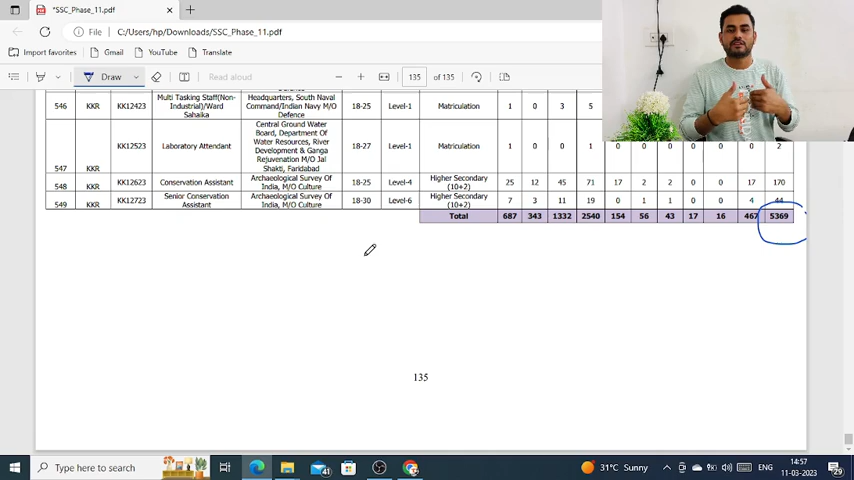 *SSC_Phase_11.pdf
File C:/Users/hp/Downloads/SSC_Phase_11.pdf
Import favorites Gmail YouTube Translate
Draw Read aloud 135 of 135
546 KKR KK12423 Multi Tasking Staff(Non-Industrial)/Ward Sahaika Headquarters, South Naval Command/Indian Navy M/O Defence 18-25 Level-1 Matriculation 1 0 3 5
547 KKR KK12523 Laboratory Attendant Central Ground Water Board, Department Of Water Resources, River Development & Ganga Rejuvenation M/O Jal Shakti, Faridabad 18-27 Level-1 Matriculation 1 0 0 1 0 0 0 0 0 0 2
548 KKR KK12623 Conservation Assistant Archaeological Survey Of India, M/O Culture 18-25 Level-4 Higher Secondary (10+2) 25 12 45 71 17 2 2 0 0 17 170
549 KKR KK12723 Senior Conservation Assistant Archaeological Survey Of India, M/O Culture 18-30 Level-6 Higher Secondary (10+2) 7 3 11 19 0 1 1 0 0 4 44
Total 687 343 1332 2540 154 56 43 17 16 467 5369
135
Type here to search 41 31°C Sunny ENG 14:57
11-03-2023